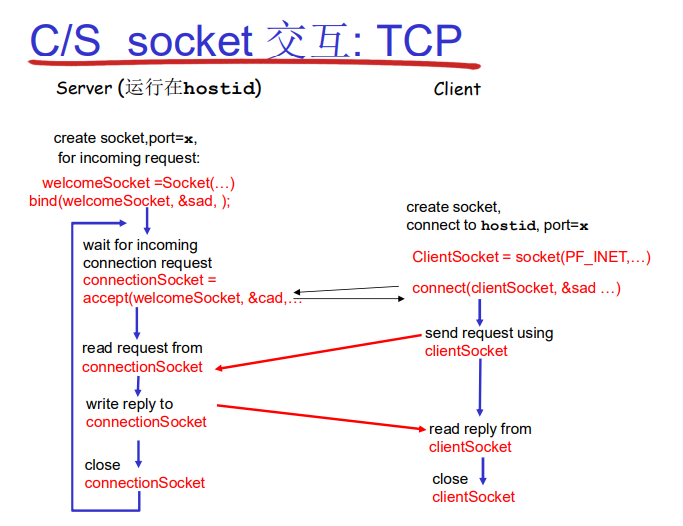 C/S socket 交互: TCP
Server (运行在hostid)
Client
create socket,port=x,
for incoming request:
welcomeSocket =Socket(…)
bind(welcomeSocket, &sad, );
wait for incoming
connection request
connectionSocket =
accept(welcomeSocket, &cad,…
read request from
connectionSocket
write reply to
connectionSocket
close
connectionSocket
create socket,
connect to hostid, port=x
ClientSocket = socket(PF_INET,…)
connect(clientSocket, &sad …)
send request using
clientSocket
read reply from
clientSocket
close
clientSocket